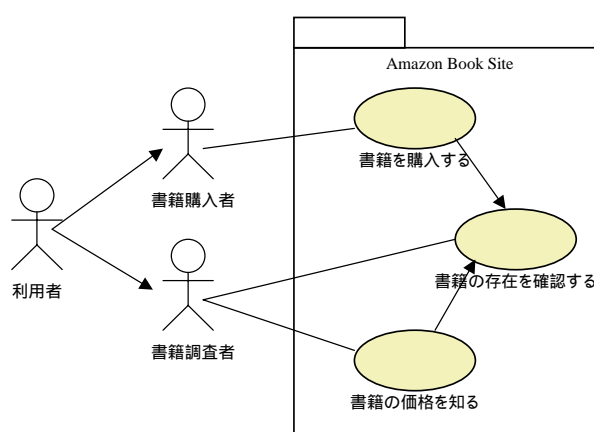 Amazon Book Site
書籍を購入する
書籍購入者
書籍の存在を確認する
利用者
書籍調査者
書籍の価格を知る